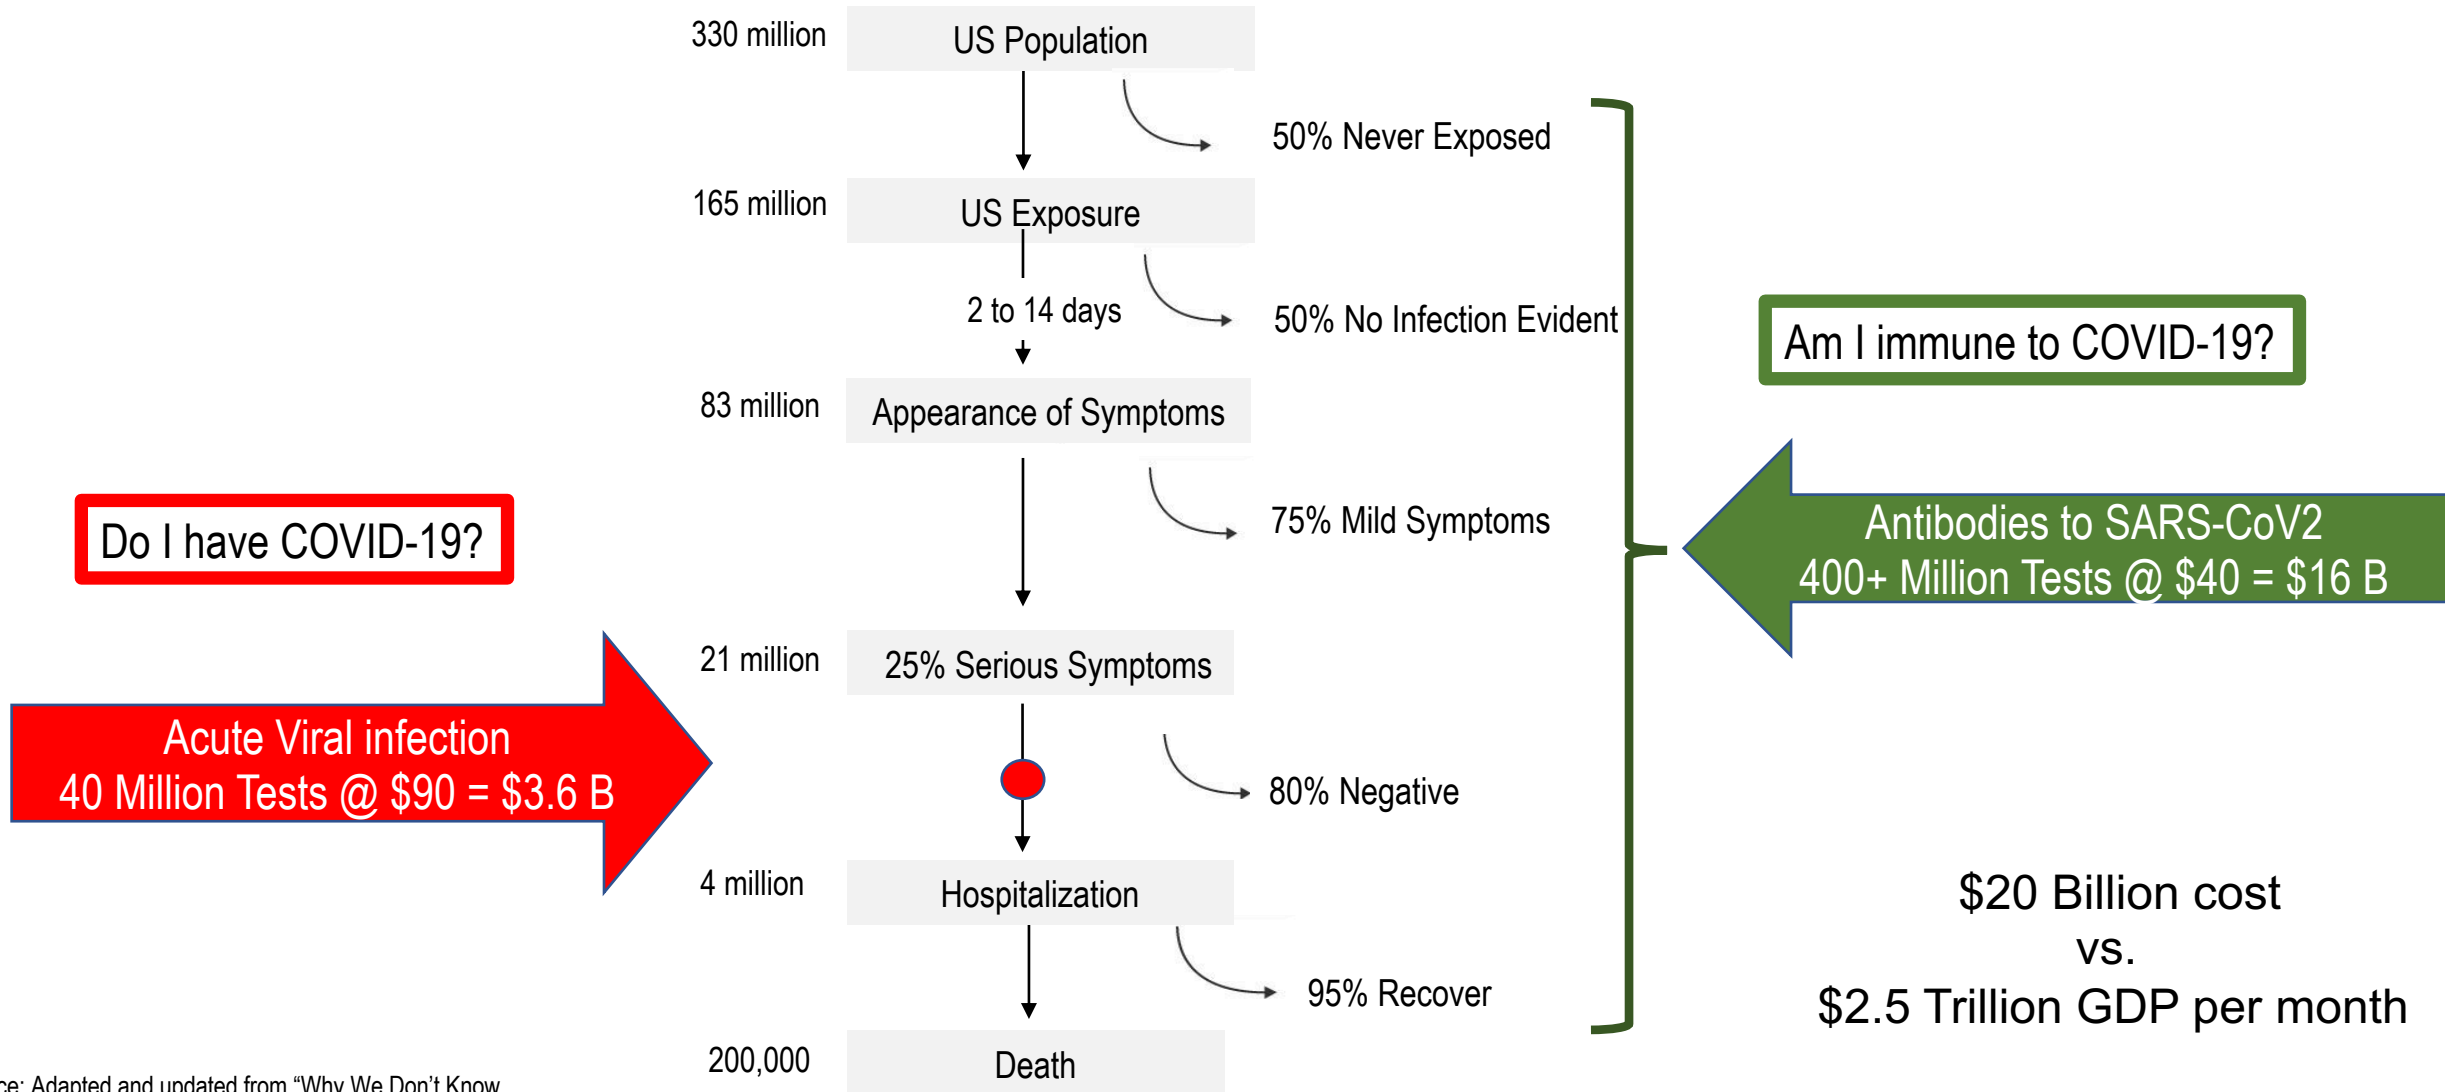 330 million
US Population
50% Never Exposed
165 million
US Exposure
2 to 14 days
50% No Infection Evident
Am I immune to COVID-19?
83 million
Appearance of Symptoms
Do I have COVID-19?
75% Mild Symptoms
Antibodies to SARS-CoV2
400+ Million Tests @ $40 = $16 B
21 million
25% Serious Symptoms
Acute Viral infection
40 Million Tests @ $90 = $3.6 B
80% Negative
4 million
Hospitalization
95% Recover
$20 Billion cost
vs.
$2.5 Trillion GDP per month
200,000
Death
Adapted and updated from “Why We Don’t Know